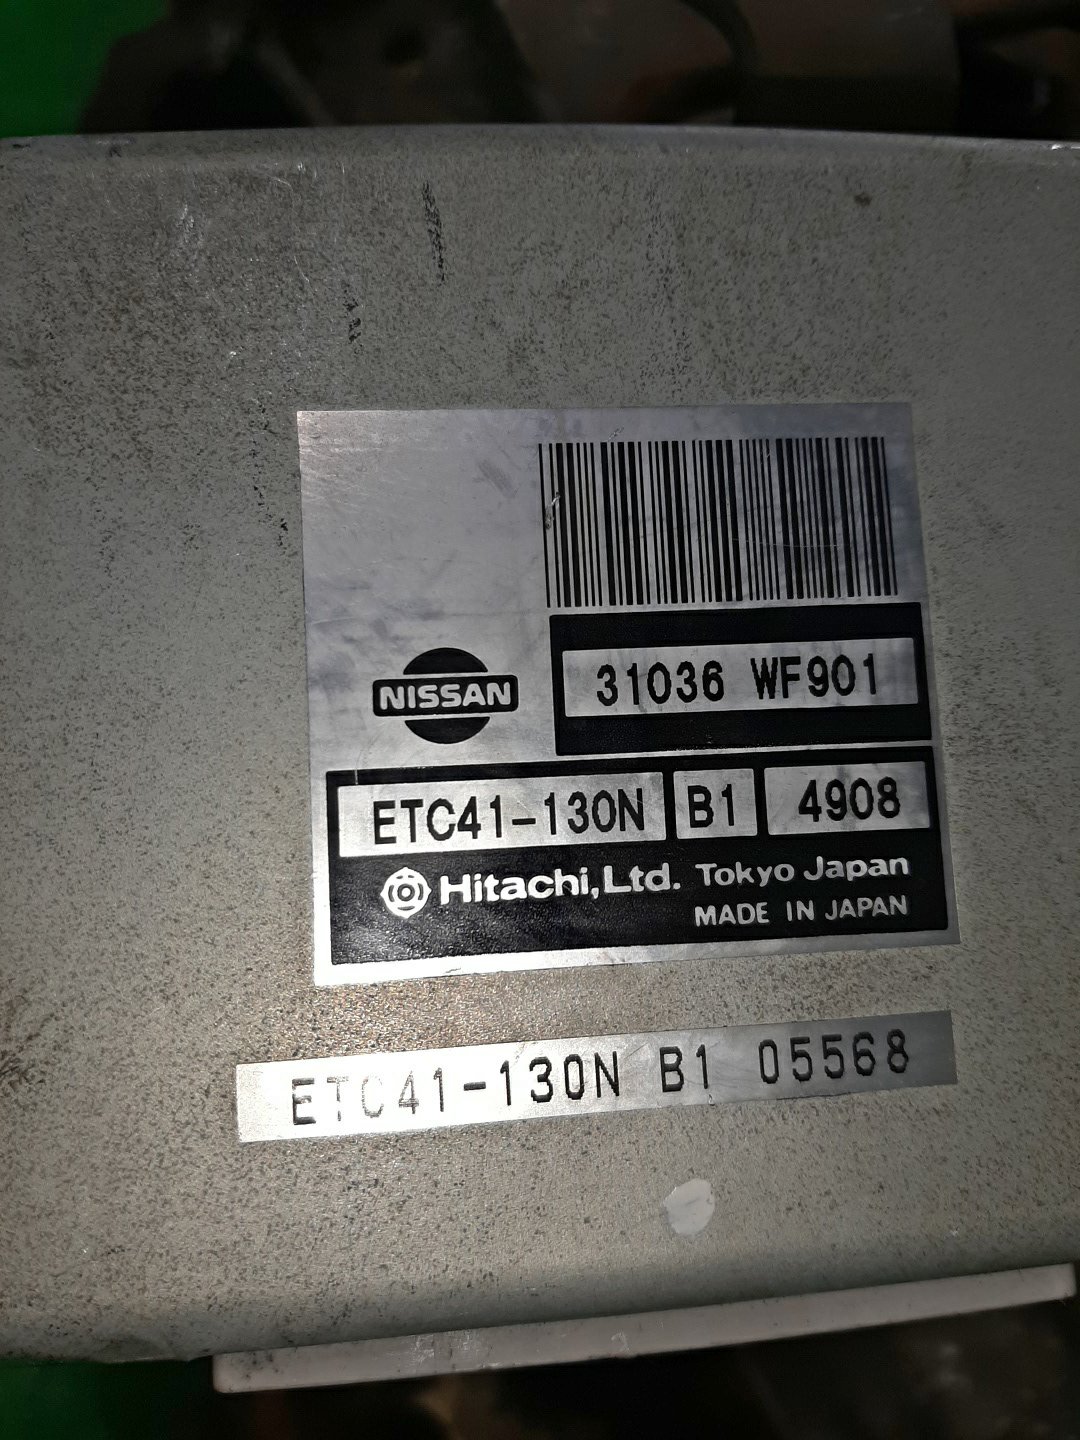 31036 WF901
NISSAN
ETC41-130N B1 4908
Hitachi, Ltd. Tokyo Japan
MADE IN JAPAN
ETC41-130N B1 05568